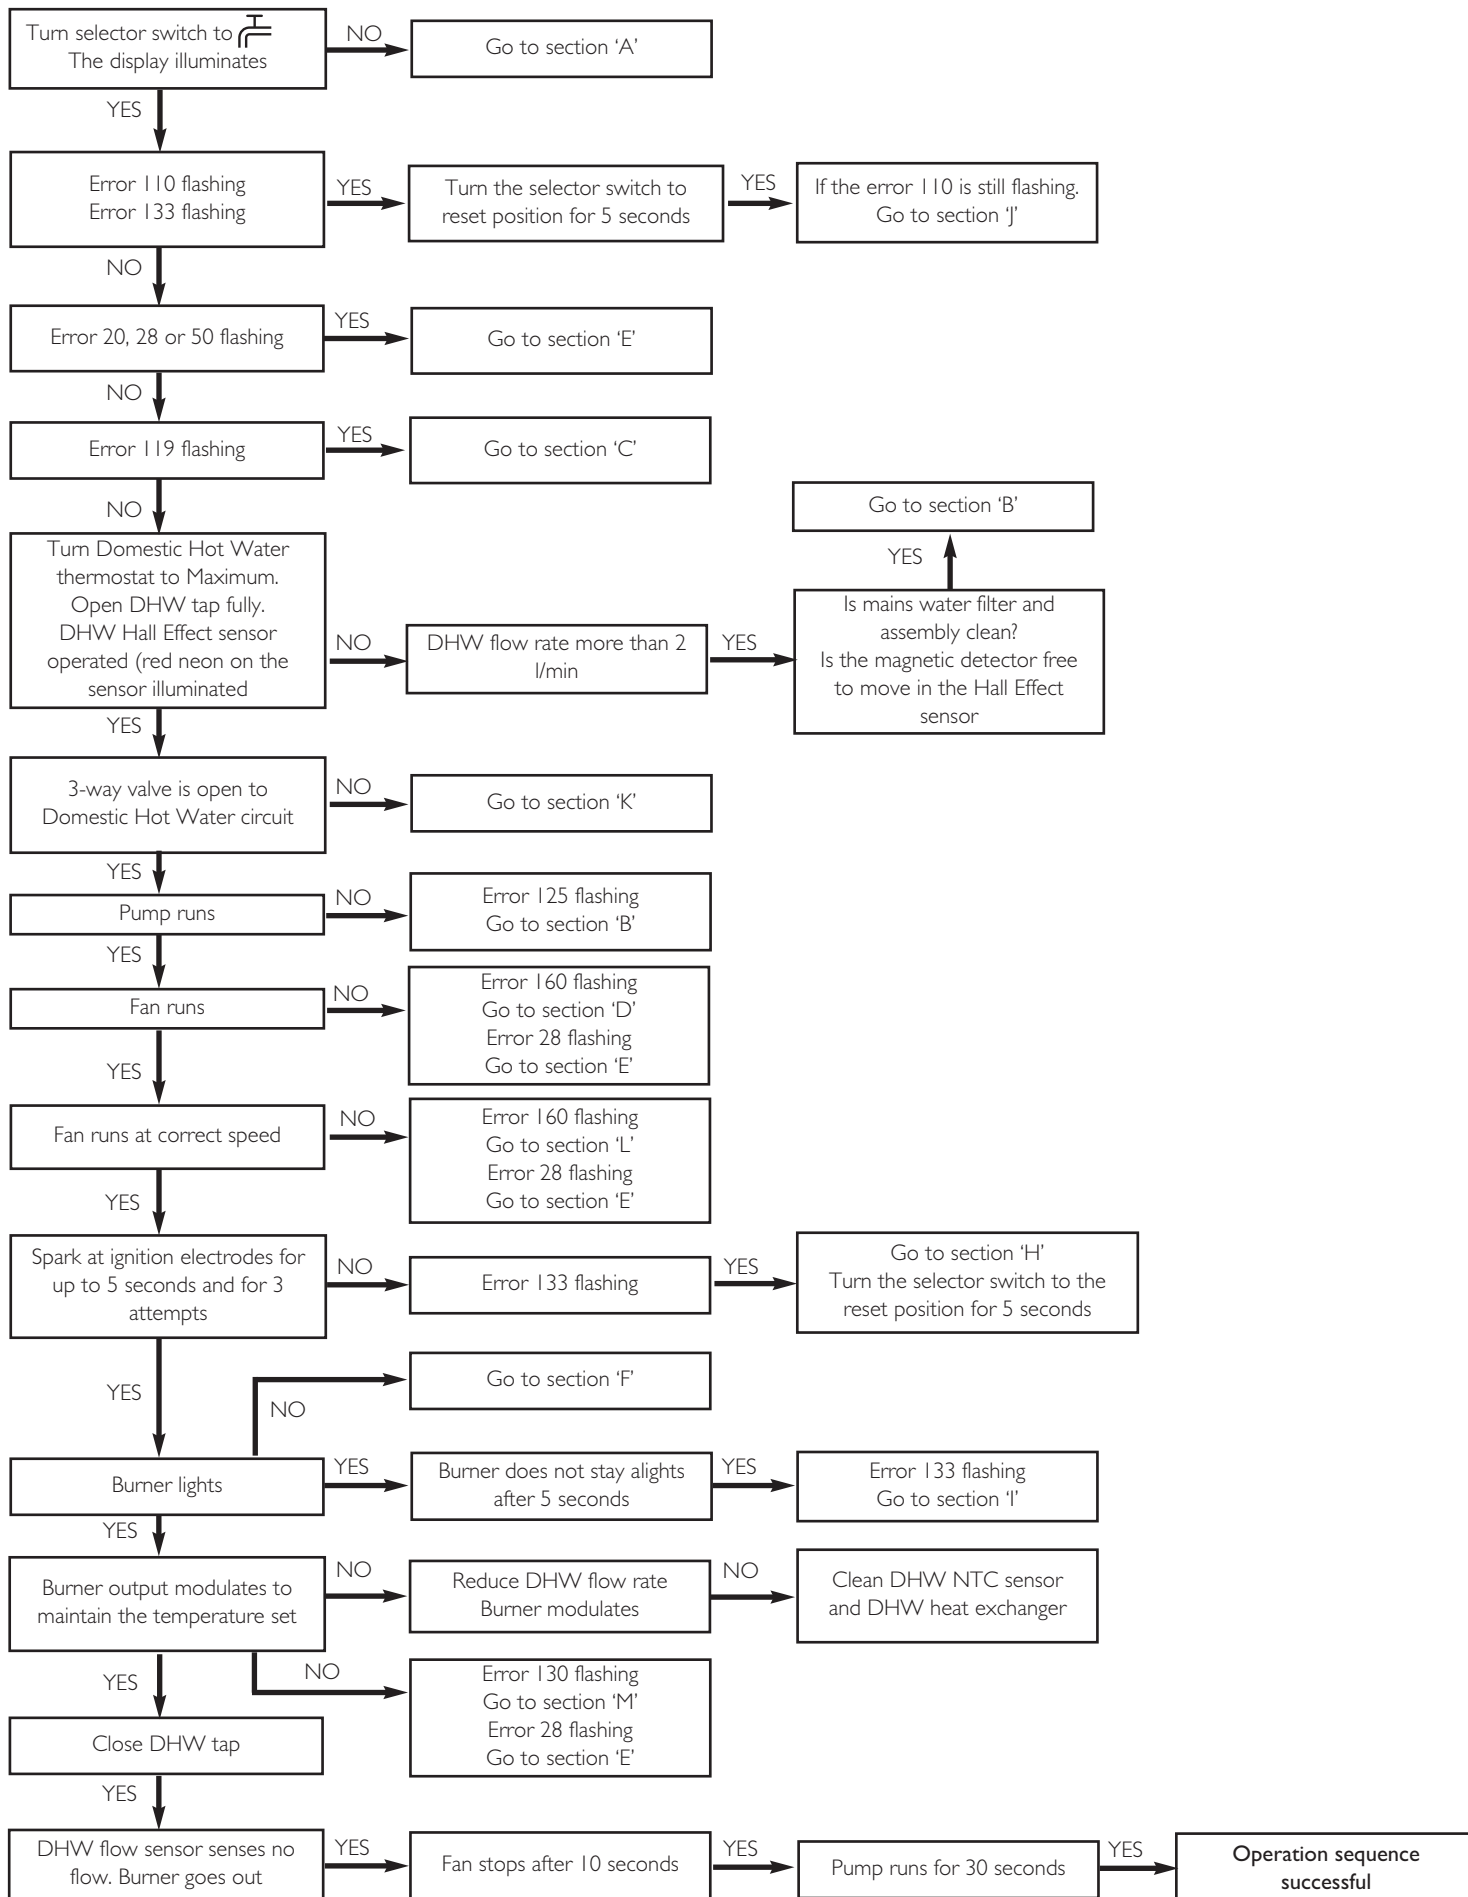 Turn selector switch to
The display illuminates
NO
Go to section ‘A’
YES
Error 110 flashing
Error 133 flashing
YES
Turn the selector switch to
reset position for 5 seconds
YES
If the error 110 is still flashing.
Go to section ‘J’
NO
Error 20, 28 or 50 flashing
YES
Go to section ‘E’
NO
Error 119 flashing
YES
Go to section ‘C’
NO
Turn Domestic Hot Water
thermostat to Maximum.
Open DHW tap fully.
DHW Hall Effect sensor
operated (red neon on the
sensor illuminated
NO
DHW flow rate more than 2
l/min
YES
Is mains water filter and
assembly clean?
Is the magnetic detector free
to move in the Hall Effect
sensor
YES
Go to section ‘B’
YES
3-way valve is open to
Domestic Hot Water circuit
NO
Go to section ‘K’
YES
Pump runs
NO
Error 125 flashing
Go to section ‘B’
YES
Fan runs
NO
Error 160 flashing
Go to section ‘D’
Error 28 flashing
Go to section ‘E’
YES
Fan runs at correct speed
NO
Error 160 flashing
Go to section ‘L’
Error 28 flashing
Go to section ‘E’
YES
Spark at ignition electrodes for
up to 5 seconds and for 3
attempts
NO
Error 133 flashing
YES
Go to section ‘H’
Turn the selector switch to the
reset position for 5 seconds
YES
NO
Go to section ‘F’
Burner lights
YES
Burner does not stay alights
after 5 seconds
YES
Error 133 flashing
Go to section ‘I’
YES
Burner output modulates to
maintain the temperature set
NO
Reduce DHW flow rate
Burner modulates
NO
Clean DHW NTC sensor
and DHW heat exchanger
YES
NO
Error 130 flashing
Go to section ‘M’
Error 28 flashing
Go to section ‘E’
Close DHW tap
YES
DHW flow sensor senses no
flow. Burner goes out
YES
Fan stops after 10 seconds
YES
Pump runs for 30 seconds
YES
Operation sequence
successful